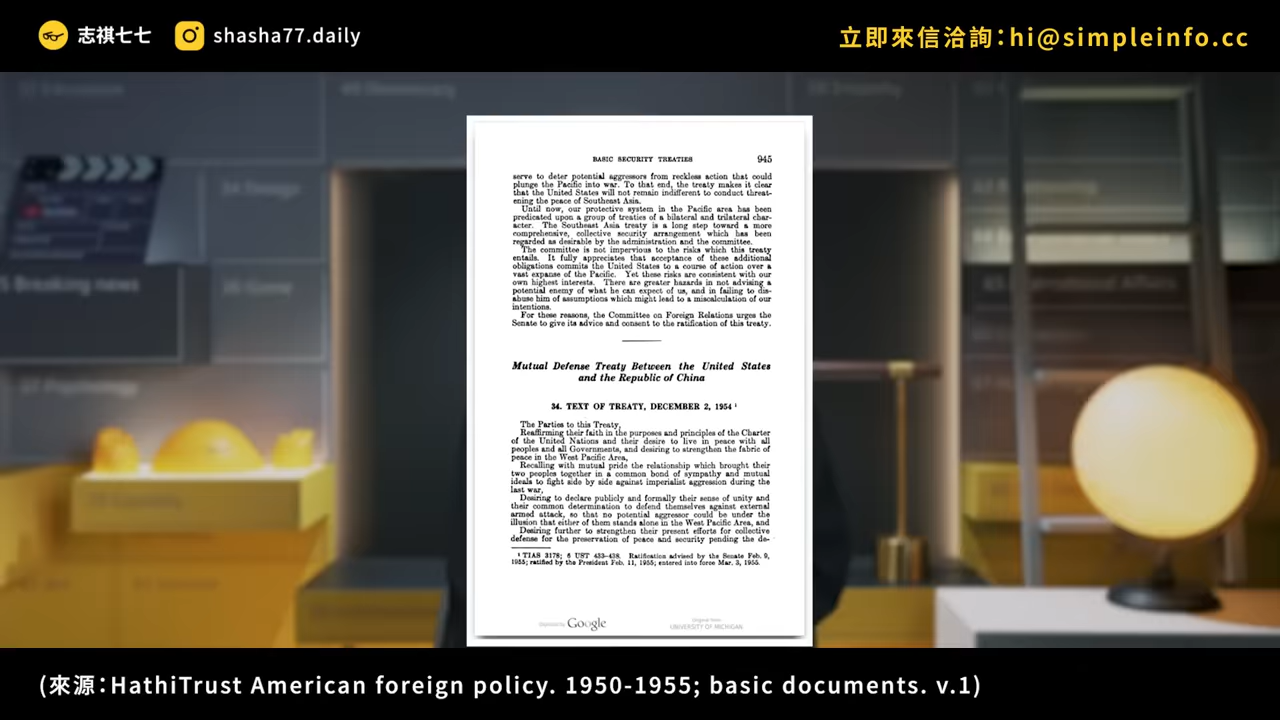 志祺七七
shasha77.daily
立即來信洽詢：hi@simpleinfo.cc
BASIC SECURITY TREATIES 945
serve to deter potential aggressors from reckless action that could
plunge the Pacific into war. To that end, the treaty makes it clear
that the United States will not remain indifferent to conduct threat-
ening the peace of Southeast Asia.
Until now, our protective system in the Pacific area has been
predicated upon a group of treaties of a bilateral and trilateral char-
acter. The Southeast Asia treaty is a long step toward a more
comprehensive, collective security arrangement which has been
regarded as desirable by the administration and the committee.
The committee is not impervious to the risks which this treaty
entails. It fully appreciates that acceptance of these additional
obligations commits the United States to a course of action over a
vast expanse of the Pacific. Yet these risks are consistent with our
own highest interests. There are greater hazards in not advising a
potential enemy of what he can expect of us, and in failing to dis-
abuse him of assumptions which might lead to a miscalculation of our
intentions.
For these reasons, the Committee on Foreign Relations urges the
Senate to give its advice and consent to the ratification of this treaty.
Mutual Defense Treaty Between the United States
and the Republic of China
34. TEXT OF TREATY, DECEMBER 2, 1954 ¹
The Parties to this Treaty,
Reaffirming their faith in the purposes and principles of the Charter
of the United Nations and their desire to live in peace with all
peoples and all Governments, and desiring to strengthen the fabric of
peace in the West Pacific Area,
Recalling with mutual pride the relationship which brought their
two peoples together in a common bond of sympathy and mutual
ideals to fight side by side against imperialist aggression during the
last war,
Desiring to declare publicly and formally their sense of unity and
their common determination to defend themselves against external
armed attack, so that no potential aggressor could be under the
illusion that either of them stands alone in the West Pacific Area, and
Desiring further to strengthen their present efforts for collective
defense for the preservation of peace and security pending the de-
¹ TIAS 3178; 6 UST 433–438. Ratification advised by the Senate Feb. 9,
1955; ratified by the President Feb. 11, 1955; entered into force Mar. 3, 1955.
Digitized by Google
Original from
UNIVERSITY OF MICHIGAN
Breaking news
(來源：HathiTrust American foreign policy. 1950-1955; basic documents. v.1)